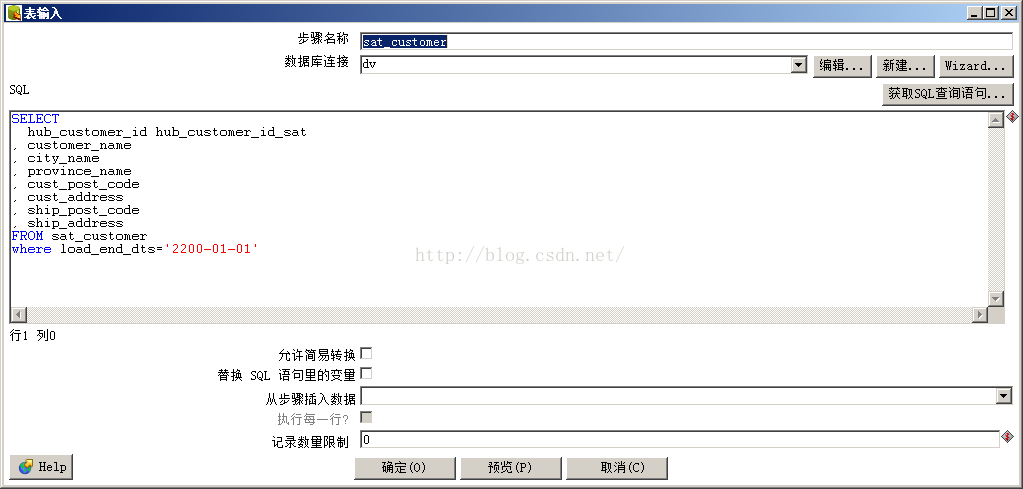 表输入
步骤名称 sat_customer
数据库连接 dv 编辑... 新建... Wizard...
SQL 获取SQL查询语句...
SELECT
  hub_customer_id hub_customer_id_sat
, customer_name
, city_name
, province_name
, cust_post_code
, cust_address
, ship_post_code
, ship_address
FROM sat_customer
where load_end_dts='2200-01-01'
http://blog.csdn.net/
行1 列0
允许简易转换
替换 SQL 语句里的变量
从步骤插入数据
执行每一行?
记录数量限制 0
Help 确定(O) 预览(P) 取消(C)